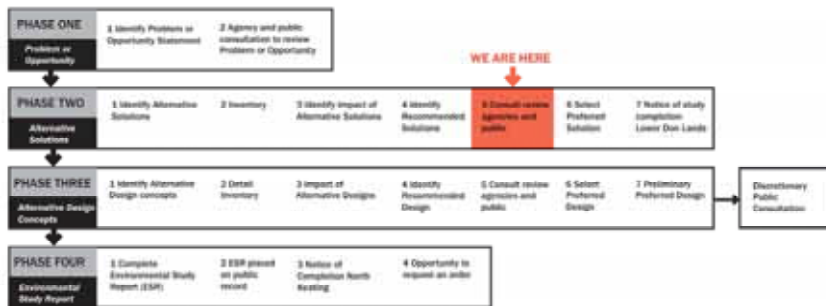 PHASE ONE
Problem or
Opportunity
1 Identify Problem or
Opportunity Statement
2 Agency and public
consultation to review
Problem or Opportunity
WE ARE HERE
PHASE TWO
Alternative
Solutions
1 Identify Alternative
Solutions
2 Inventory
3 Identify Impact of
Alternative Solutions
4 Identify
Recommended
Solutions
5 Consult review
agencies and
public
6 Select
Preferred
Solution
7 Notice of study
completion
Lower Don Lands
PHASE THREE
Alternative Design
Concepts
1 Identify Alternative
Design concepts
2 Detail
Inventory
3 Impact of
Alternative Designs
4 Identify
Recommended
Design
5 Consult review
agencies and
public
6 Select
Preferred
Design
7 Preliminary
Preferred Design
Discretionary
Public
Consultation
PHASE FOUR
Environmental
Study Report
1 Complete
Environmental Study
Report (ESR)
2 ESR placed
on public
record
3 Notice of
Completion North
Keating
4 Opportunity to
request an order